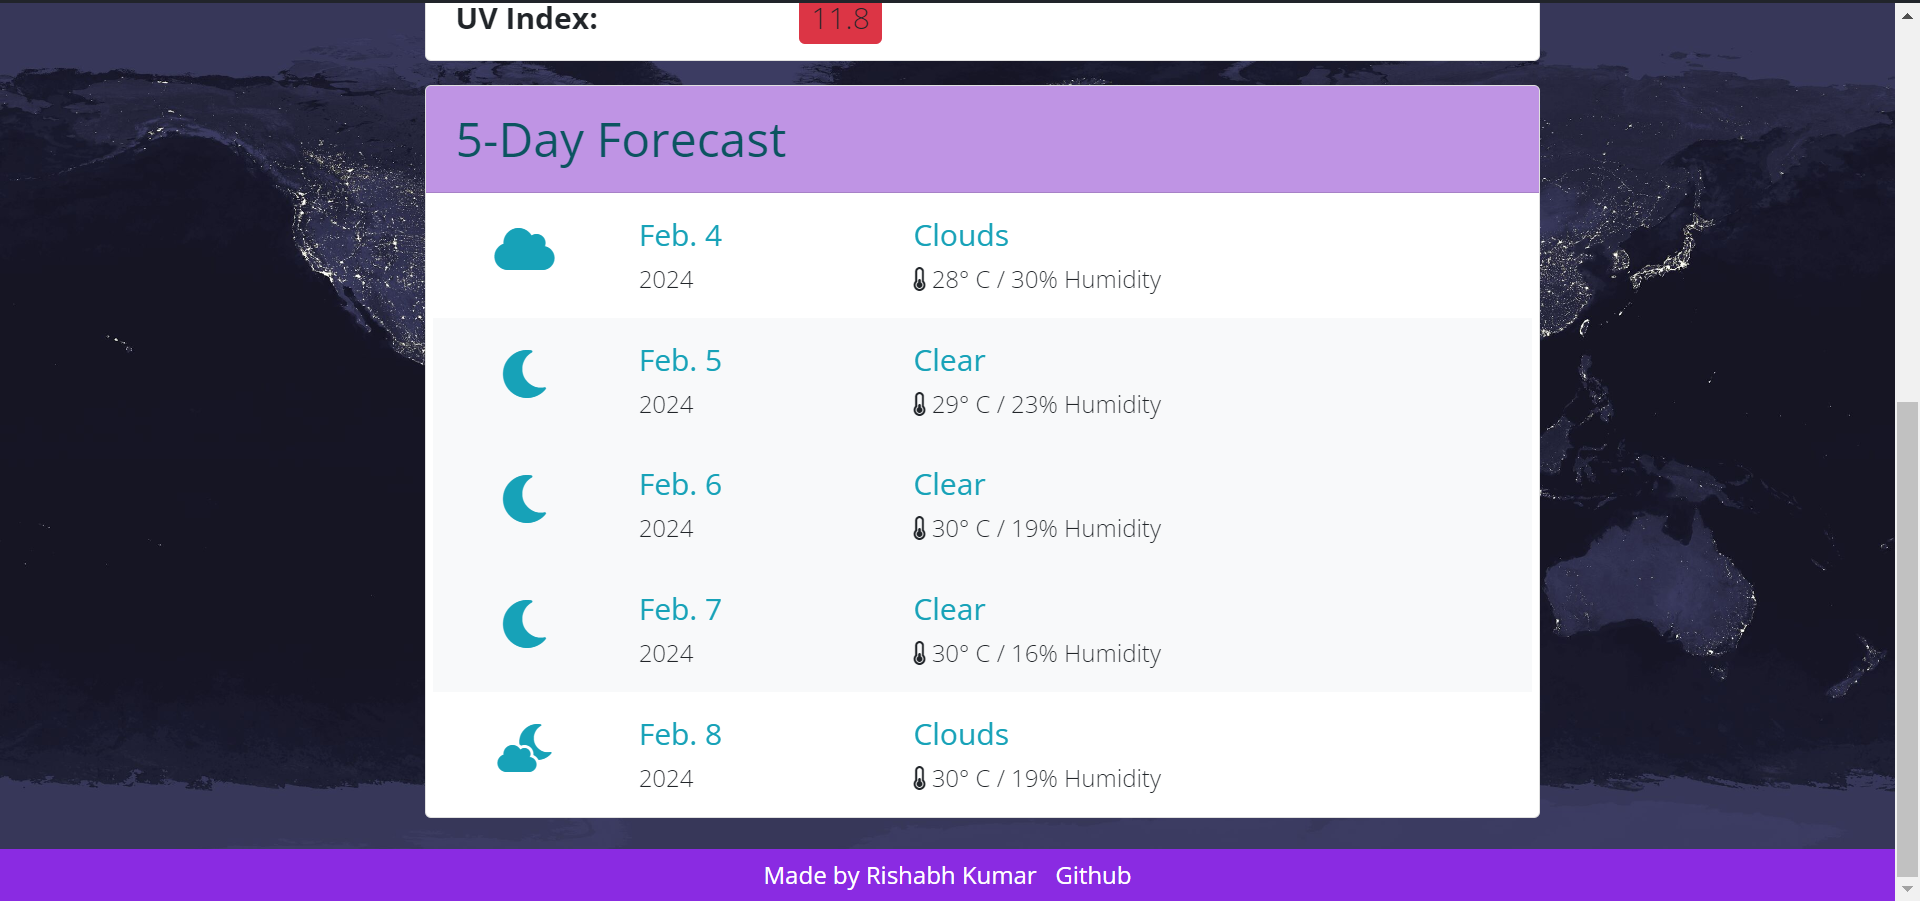 UV Index: 11.8
5-Day Forecast
Feb. 4 Clouds
2024 28° C / 30% Humidity
Feb. 5 Clear
2024 29° C / 23% Humidity
Feb. 6 Clear
2024 30° C / 19% Humidity
Feb. 7 Clear
2024 30° C / 16% Humidity
Feb. 8 Clouds
2024 30° C / 19% Humidity
Made by Rishabh Kumar Github